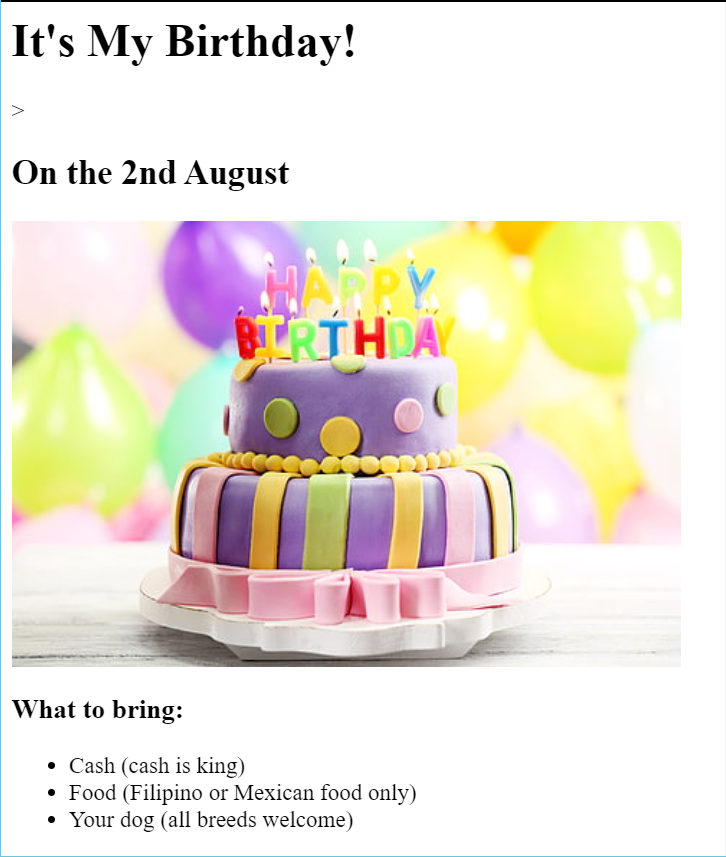 It's My Birthday!
>
On the 2nd August
HAPPY
BIRTHDAY
What to bring:
Cash (cash is king)
Food (Filipino or Mexican food only)
Your dog (all breeds welcome)